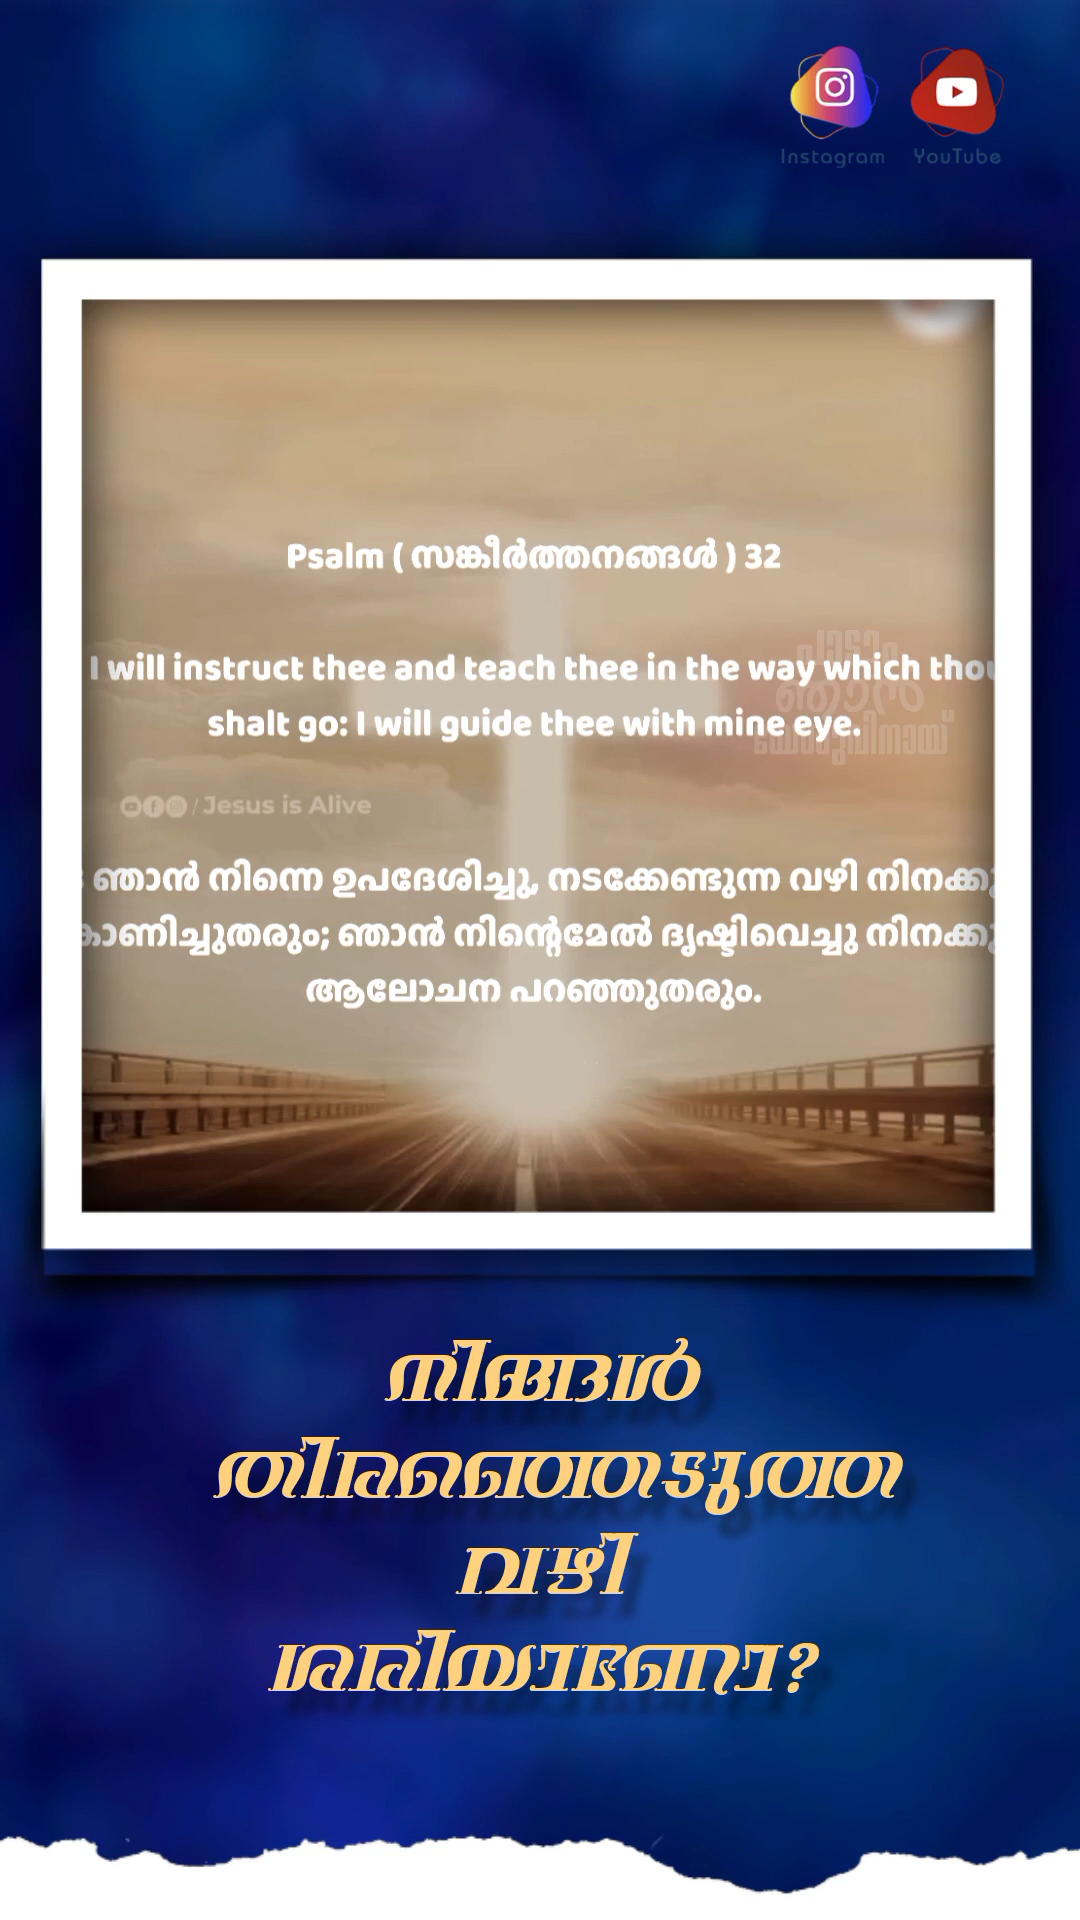 Instagram YouTube
Psalm ( സങ്കീർത്തനങ്ങൾ ) 32
I will instruct thee and teach thee in the way which thou
shalt go: I will guide thee with mine eye.
പാടാം
ഞാൻ
യേശുവിനായ്
/ Jesus is Alive
ഞാൻ നിന്നെ ഉപദേശിച്ചു, നടക്കേണ്ടുന്ന വഴി നിനക്കു
കാണിച്ചുതരും; ഞാൻ നിന്റെമേൽ ദൃഷ്ടിവെച്ചു നിനക്കു
ആലോചന പറഞ്ഞുതരും.
നിങ്ങൾ
തിരഞ്ഞെടുത്ത
വഴി
ശരിയാണോ?